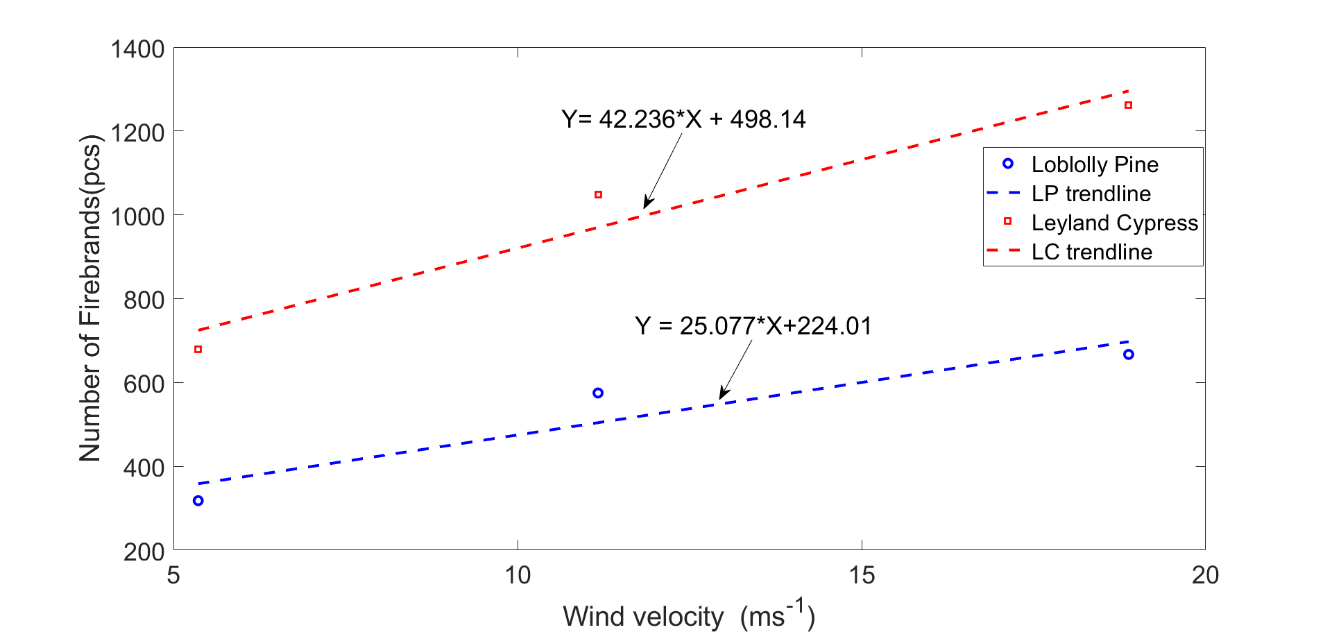 1400
1200
1000
800
600
400
200
5
10
15
20
Number of Firebrands(pcs)
Wind velocity (ms⁻¹)
Y= 42.236*X + 498.14
Y = 25.077*X+224.01
Loblolly Pine
LP trendline
Leyland Cypress
LC trendline